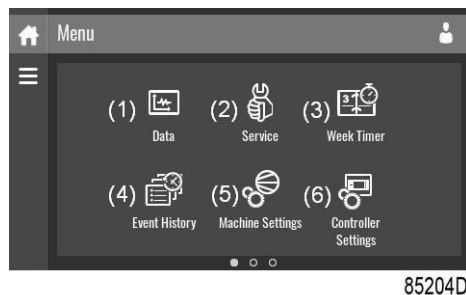 Menu
(1) (2) (3)
Data Service Week Timer
(4) (5) (6)
Event History Machine Settings Controller
Settings
85204D